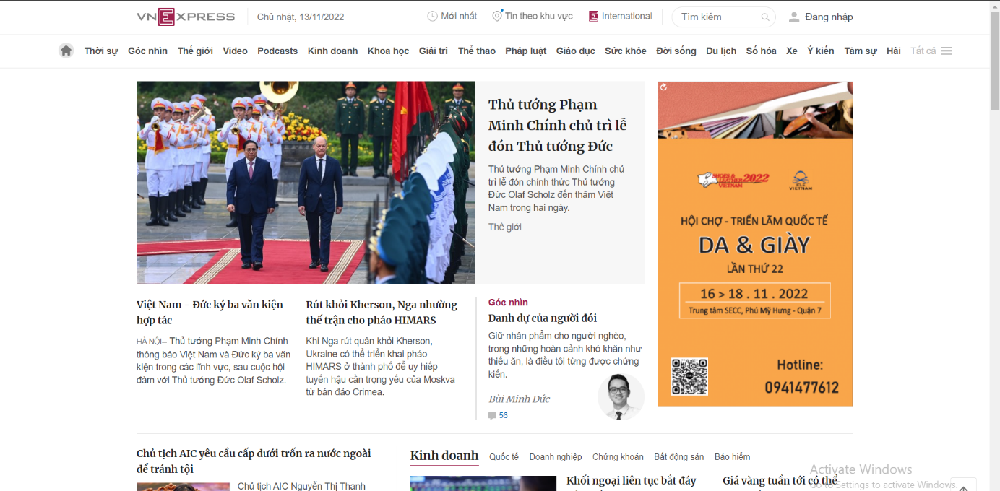 VNEXPRESS
Chủ nhật, 13/11/2022
Mới nhất
Tin theo khu vực
International
Tìm kiếm
Đăng nhập
Thời sự Góc nhìn Thế giới Video Podcasts Kinh doanh Khoa học Giải trí Thể thao Pháp luật Giáo dục Sức khỏe Đời sống Du lịch Số hóa Xe Ý kiến Tâm sự Hài Tất cả
Thủ tướng Phạm
Minh Chính chủ trì lễ
đón Thủ tướng Đức
Thủ tướng Phạm Minh Chính chủ
trì lễ đón chính thức Thủ tướng
Đức Olaf Scholz đến thăm Việt
Nam trong hai ngày.
Thế giới
SHOES &
LEATHER 2022
VIETNAM
IFLE
VIETNAM
HỘI CHỢ - TRIỂN LÃM QUỐC TẾ
DA & GIÀY
LẦN THỨ 22
16 > 18 . 11 . 2022
Trung tâm SECC, Phú Mỹ Hưng - Quận 7
Hotline:
0941477612
Việt Nam - Đức ký ba văn kiện
hợp tác
HÀ NỘI– Thủ tướng Phạm Minh Chính
thông báo Việt Nam và Đức ký ba văn
kiện trong các lĩnh vực, sau cuộc hội
đàm với Thủ tướng Đức Olaf Scholz.
Rút khỏi Kherson, Nga nhường
thế trận cho pháo HIMARS
Khi Nga rút quân khỏi Kherson,
Ukraine có thể triển khai pháo
HIMARS ở thành phố để uy hiếp
tuyến hậu cần trọng yếu của Moskva
từ bán đảo Crimea.
Góc nhìn
Danh dự của người đói
Giữ nhân phẩm cho người nghèo,
trong những hoàn cảnh khó khăn như
thiếu ăn, là điều tôi từng được chứng
kiến.
Bùi Minh Đức
56
Chủ tịch AIC yêu cầu cấp dưới trốn ra nước ngoài
để tránh tội
Chủ tịch AIC Nguyễn Thị Thanh
Kinh doanh Quốc tế Doanh nghiệp Chứng khoán Bất động sản Bảo hiểm
Khối ngoại liên tục bắt đáy
Giá vàng tuần tới có thể
Activate Windows
Go to Settings to activate Windows.